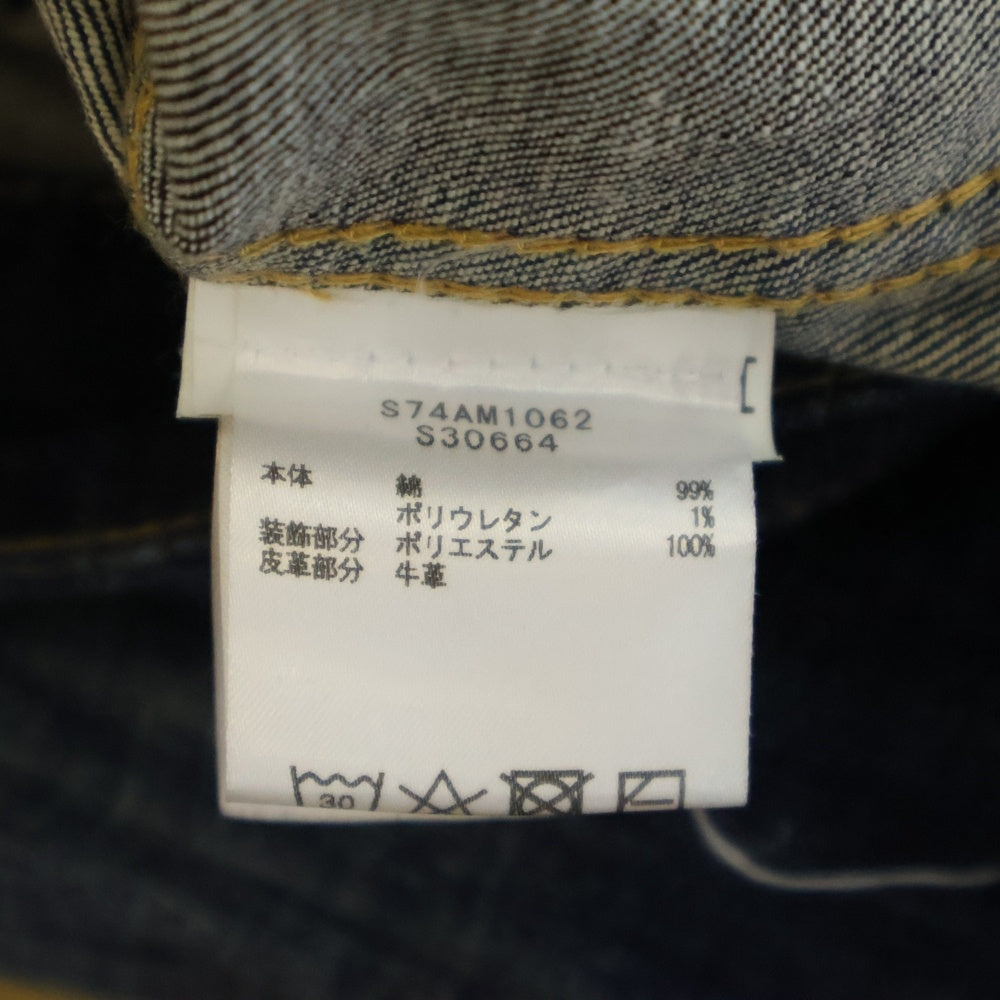 S74AM1062
S30664
本体 綿 99%
ポリウレタン 1%
装飾部分 ポリエステル 100%
皮革部分 牛革
30